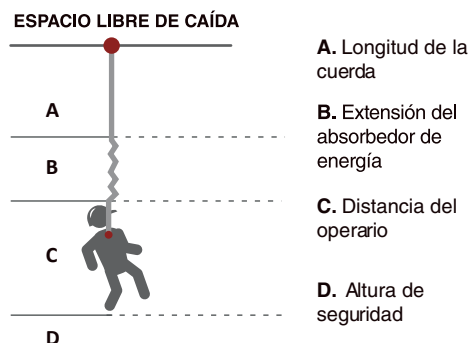 ESPACIO LIBRE DE CAÍDA
A
B
C
D
A. Longitud de la
cuerda
B. Extensión del
absorbedor de
energía
C. Distancia del
operario
D. Altura de
seguridad